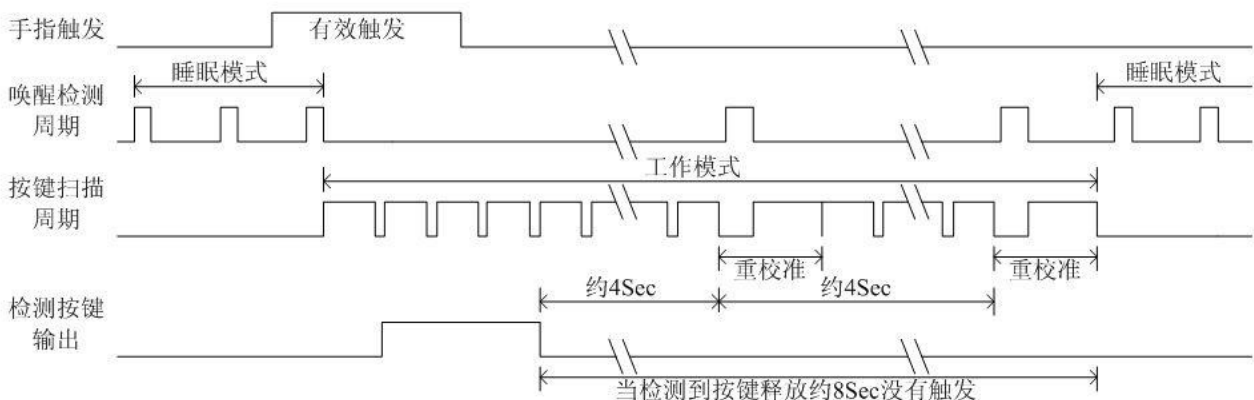 手指触发
有效触发
睡眠模式
睡眠模式
唤醒检测
周期
工作模式
按键扫描
周期
重校准
重校准
约4Sec
约4Sec
检测按键
输出
当检测到按键释放约8Sec没有触发